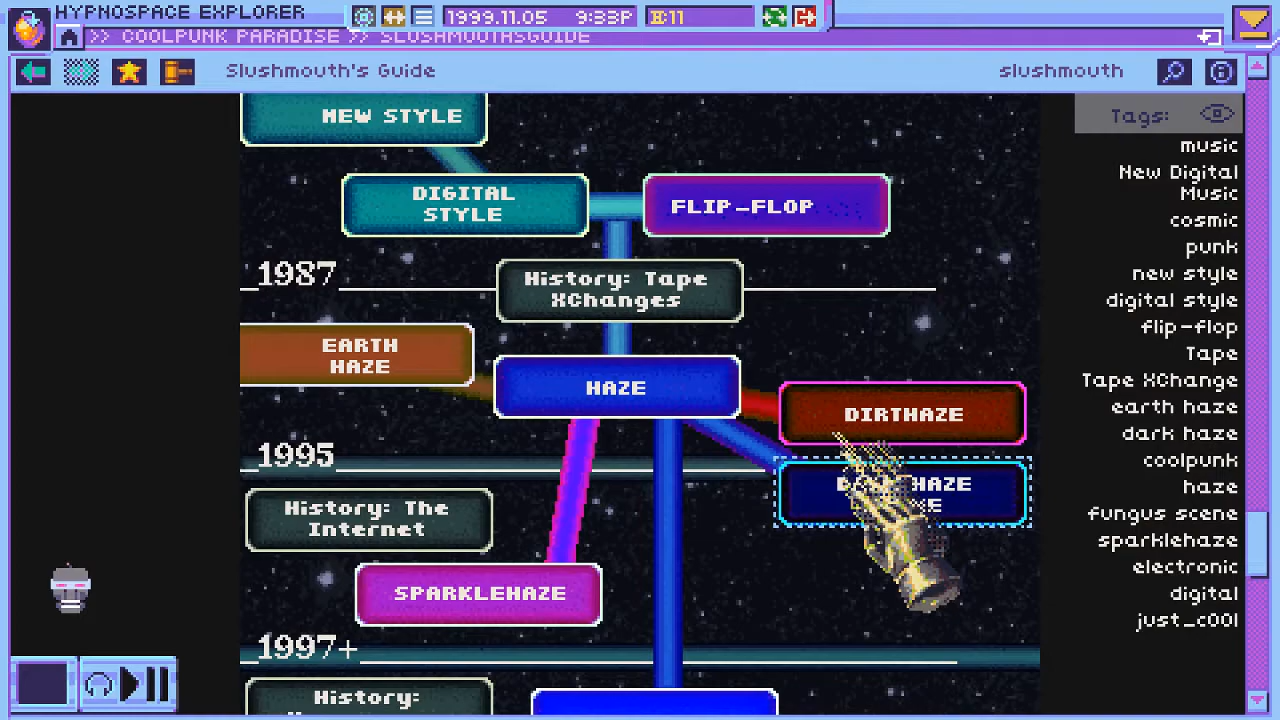 HYPNOSPACE EXPLORER
1999.11.05 9:33P
11
>> COOLPUNK PARADISE >> SLUSHMOUTHSGUIDE
Slushmouth's Guide
slushmouth
NEW STYLE
DIGITAL
STYLE
FLIP-FLOP
1987
History: Tape
XChanges
EARTH
HAZE
HAZE
DIRTHAZE
1995
HAZE
History: The
Internet
SPARKLEHAZE
1997+
History:
Tags:
music
New Digital
Music
cosmic
punk
new style
digital style
flip-flop
Tape
Tape XChange
earth haze
dark haze
coolpunk
haze
fungus scene
sparklehaze
electronic
digital
just_c00l